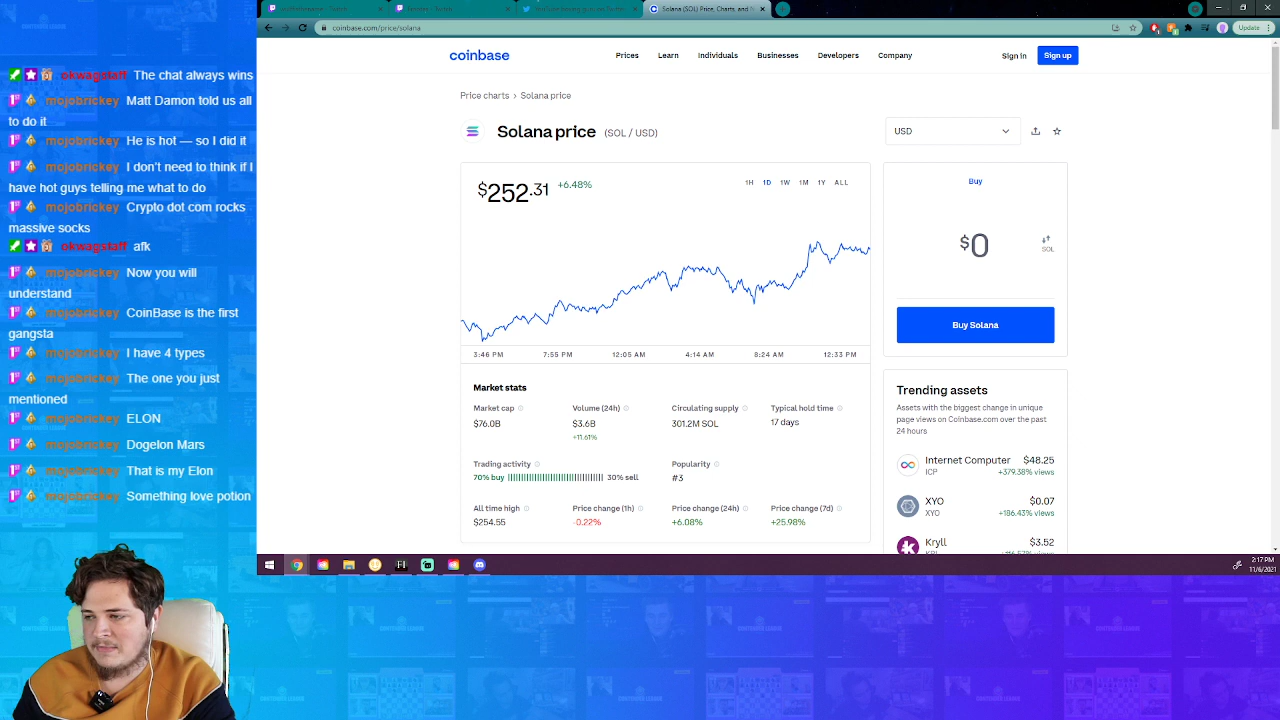 Solana (SOL) Price, Charts, and
coinbase.com/price/solana
Update
okwagstaff The chat always wins
mojobrickey Matt Damon told us all
to do it
mojobrickey He is hot — so I did it
mojobrickey I don't need to think if I
have hot guys telling me what to do
mojobrickey Crypto dot com rocks
massive socks
okwagstaff afk
mojobrickey Now you will
understand
mojobrickey CoinBase is the first
gangsta
mojobrickey I have 4 types
mojobrickey The one you just
mentioned
mojobrickey ELON
mojobrickey Dogelon Mars
mojobrickey That is my Elon
mojobrickey Something love potion
coinbase
Prices Learn Individuals Businesses Developers Company
Sign in Sign up
Price charts › Solana price
Solana price (SOL / USD)
USD
$252.31 +6.48%
1H 1D 1W 1M 1Y ALL
3:46 PM 7:55 PM 12:05 AM 4:14 AM 8:24 AM 12:33 PM
Market stats
Market cap Volume (24h) Circulating supply Typical hold time
$76.0B $3.6B 301.2M SOL 17 days
+11.61%
Trading activity Popularity
70% buy 30% sell #3
All time high Price change (1h) Price change (24h) Price change (7d)
$254.55 -0.22% +6.08% +25.98%
Buy
$0
SOL
Buy Solana
Trending assets
Assets with the biggest change in unique
page views on Coinbase.com over the past
24 hours
Internet Computer $48.25
ICP +379.38% views
XYO $0.07
XYO +186.43% views
Kryll $3.52
2:17 PM
11/6/2021